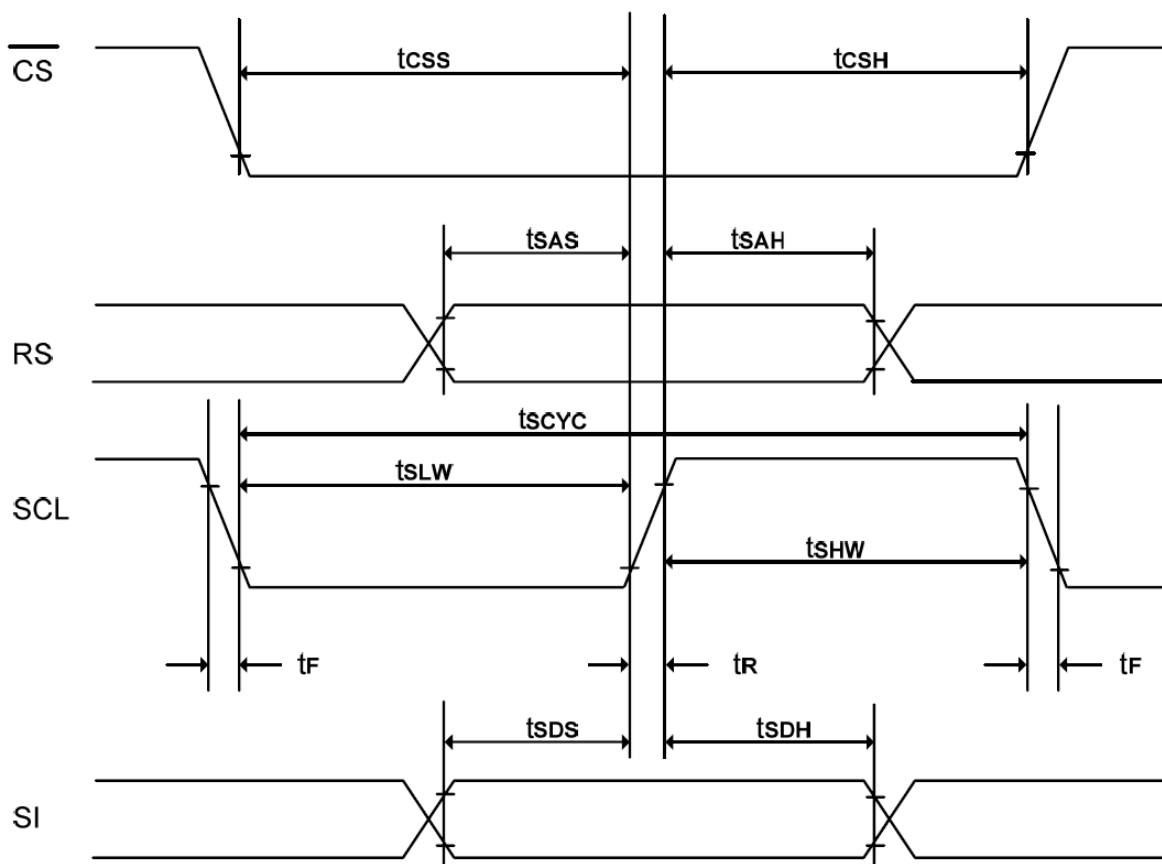 CS
tCSS tCSH
RS
tSAS tSAH
SCL
tSCYC
tSLW
tSHW
tF tR tF
SI
tSDS tSDH